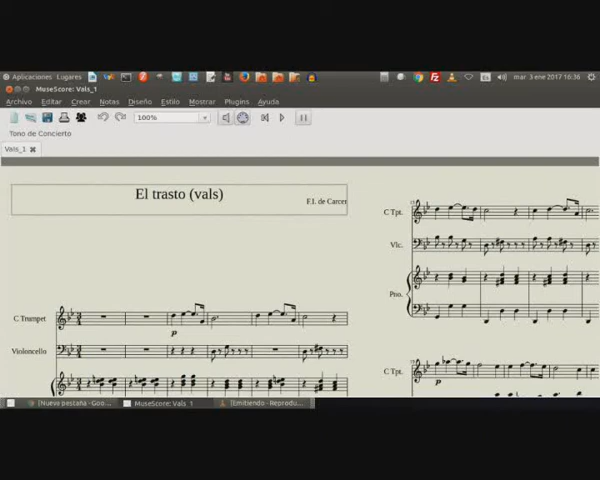 Aplicaciones Lugares mar 3 ene 2017 16:36
MuseScore: Vals_1
Archivo Editar Crear Notas Diseño Estilo Mostrar Plugins Ayuda
100%
Tono de Concierto
Vals_1
El trasto (vals)
F.I. de Carcer
C Trumpet
p
Violoncello
C Tpt.
Vlc.
Pno.
C Tpt.
p
[Nueva pestaña - Goo... MuseScore: Vals_1 [Emitiendo - Reprodu...